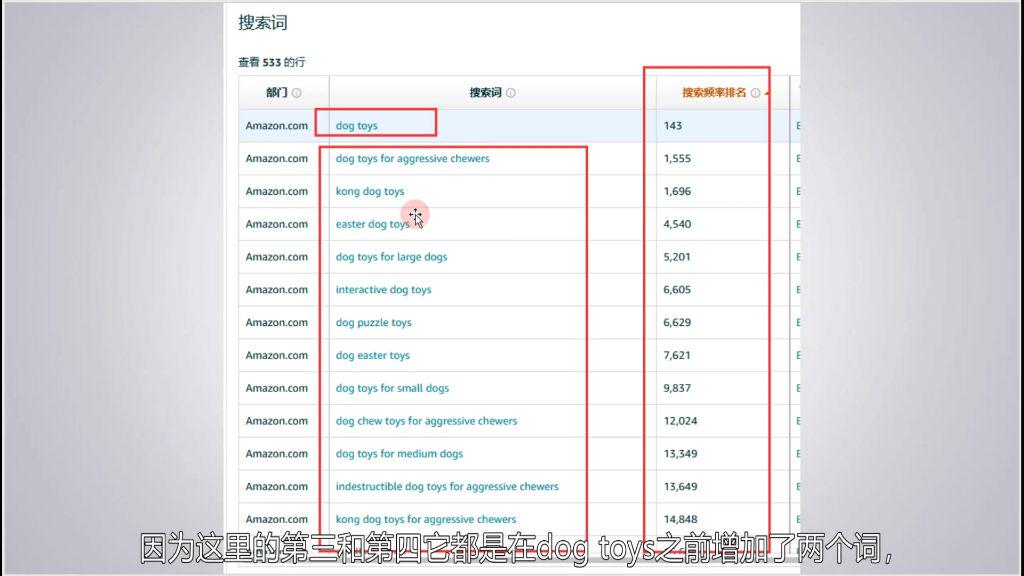 搜索词
查看 533 的行
部门 搜索词 搜索频率排名
Amazon.com dog toys 143
Amazon.com dog toys for aggressive chewers 1,555
Amazon.com kong dog toys 1,696
Amazon.com easter dog toys 4,540
Amazon.com dog toys for large dogs 5,201
Amazon.com interactive dog toys 6,605
Amazon.com dog puzzle toys 6,629
Amazon.com dog easter toys 7,621
Amazon.com dog toys for small dogs 9,837
Amazon.com dog chew toys for aggressive chewers 12,024
Amazon.com dog toys for medium dogs 13,349
Amazon.com indestructible dog toys for aggressive chewers 13,649
Amazon.com kong dog toys for aggressive chewers 14,848
因为这里的第三和第四它都是在dog toys之前增加了两个词，